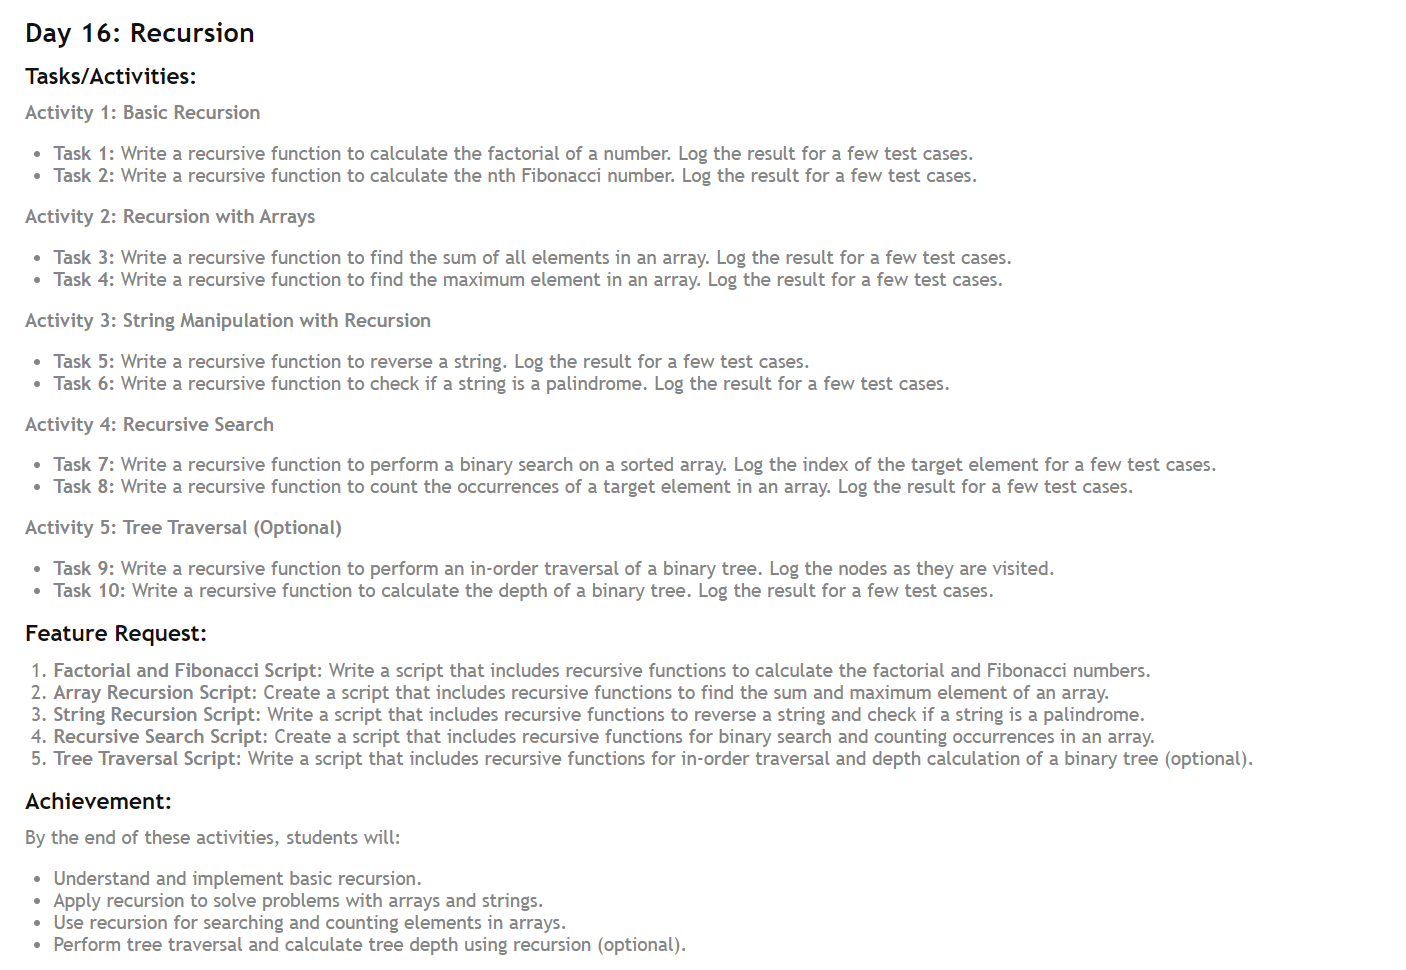 Day 16: Recursion
Tasks/Activities:
Activity 1: Basic Recursion
• Task 1: Write a recursive function to calculate the factorial of a number. Log the result for a few test cases.
• Task 2: Write a recursive function to calculate the nth Fibonacci number. Log the result for a few test cases.
Activity 2: Recursion with Arrays
• Task 3: Write a recursive function to find the sum of all elements in an array. Log the result for a few test cases.
• Task 4: Write a recursive function to find the maximum element in an array. Log the result for a few test cases.
Activity 3: String Manipulation with Recursion
• Task 5: Write a recursive function to reverse a string. Log the result for a few test cases.
• Task 6: Write a recursive function to check if a string is a palindrome. Log the result for a few test cases.
Activity 4: Recursive Search
• Task 7: Write a recursive function to perform a binary search on a sorted array. Log the index of the target element for a few test cases.
• Task 8: Write a recursive function to count the occurrences of a target element in an array. Log the result for a few test cases.
Activity 5: Tree Traversal (Optional)
• Task 9: Write a recursive function to perform an in-order traversal of a binary tree. Log the nodes as they are visited.
• Task 10: Write a recursive function to calculate the depth of a binary tree. Log the result for a few test cases.
Feature Request:
1. Factorial and Fibonacci Script: Write a script that includes recursive functions to calculate the factorial and Fibonacci numbers.
2. Array Recursion Script: Create a script that includes recursive functions to find the sum and maximum element of an array.
3. String Recursion Script: Write a script that includes recursive functions to reverse a string and check if a string is a palindrome.
4. Recursive Search Script: Create a script that includes recursive functions for binary search and counting occurrences in an array.
5. Tree Traversal Script: Write a script that includes recursive functions for in-order traversal and depth calculation of a binary tree (optional).
Achievement:
By the end of these activities, students will:
• Understand and implement basic recursion.
• Apply recursion to solve problems with arrays and strings.
• Use recursion for searching and counting elements in arrays.
• Perform tree traversal and calculate tree depth using recursion (optional).